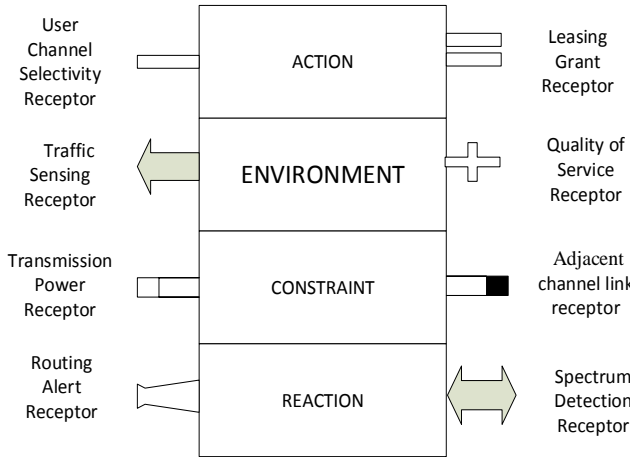 User
Channel
Selectivity
Receptor
ACTION
Leasing
Grant
Receptor
Traffic
Sensing
Receptor
ENVIRONMENT
Quality of
Service
Receptor
Transmission
Power
Receptor
CONSTRAINT
Adjacent
channel link
receptor
Routing
Alert
Receptor
REACTION
Spectrum
Detection
Receptor